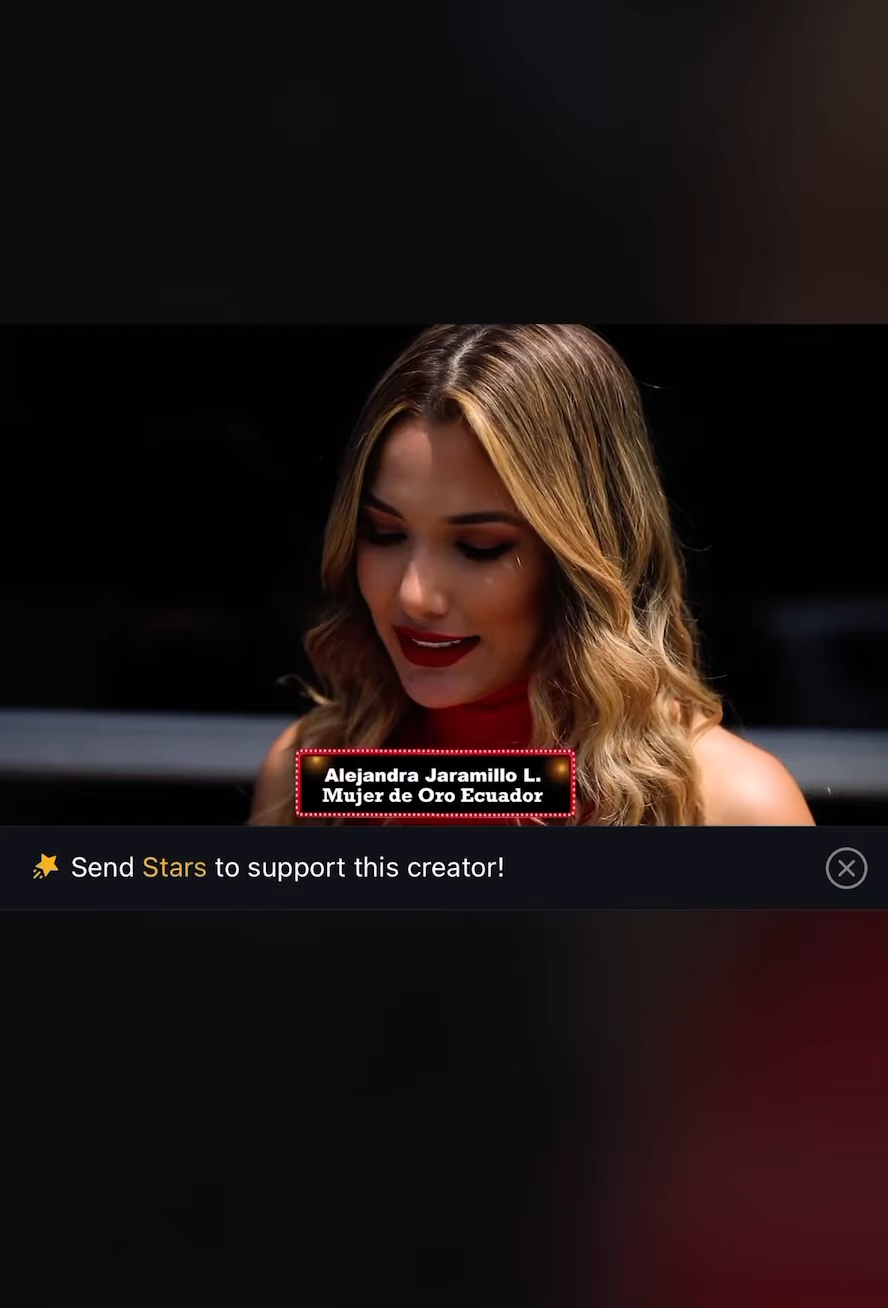 Alejandra Jaramillo L.
Mujer de Oro Ecuador
Send Stars to support this creator!